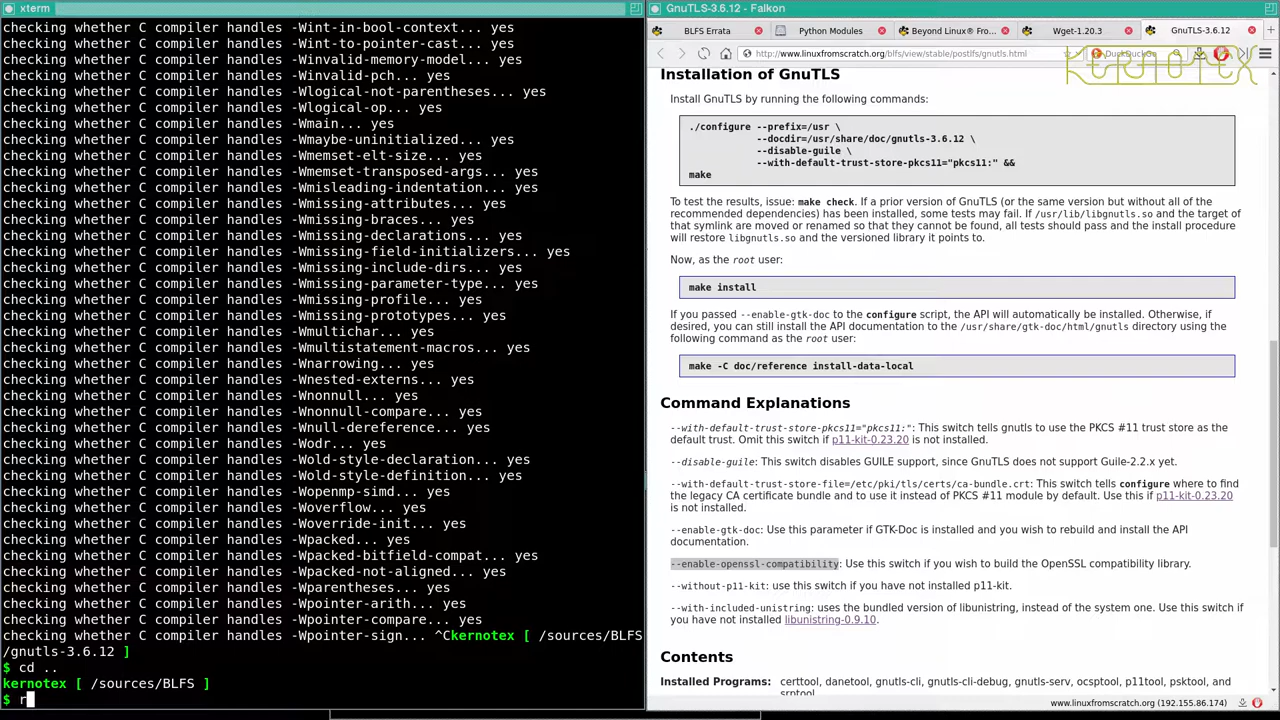 xterm
checking whether C compiler handles -Wint-in-bool-context... yes
checking whether C compiler handles -Wint-to-pointer-cast... yes
checking whether C compiler handles -Winvalid-memory-model... yes
checking whether C compiler handles -Winvalid-pch... yes
checking whether C compiler handles -Wlogical-not-parentheses... yes
checking whether C compiler handles -Wlogical-op... yes
checking whether C compiler handles -Wmain... yes
checking whether C compiler handles -Wmaybe-uninitialized... yes
checking whether C compiler handles -Wmemset-elt-size... yes
checking whether C compiler handles -Wmemset-transposed-args... yes
checking whether C compiler handles -Wmisleading-indentation... yes
checking whether C compiler handles -Wmissing-attributes... yes
checking whether C compiler handles -Wmissing-braces... yes
checking whether C compiler handles -Wmissing-declarations... yes
checking whether C compiler handles -Wmissing-field-initializers... yes
checking whether C compiler handles -Wmissing-include-dirs... yes
checking whether C compiler handles -Wmissing-parameter-type... yes
checking whether C compiler handles -Wmissing-profile... yes
checking whether C compiler handles -Wmissing-prototypes... yes
checking whether C compiler handles -Wmultichar... yes
checking whether C compiler handles -Wmultistatement-macros... yes
checking whether C compiler handles -Wnarrowing... yes
checking whether C compiler handles -Wnested-externs... yes
checking whether C compiler handles -Wnonnull... yes
checking whether C compiler handles -Wnonnull-compare... yes
checking whether C compiler handles -Wnull-dereference... yes
checking whether C compiler handles -Wodr... yes
checking whether C compiler handles -Wold-style-declaration... yes
checking whether C compiler handles -Wold-style-definition... yes
checking whether C compiler handles -Wopenmp-simd... yes
checking whether C compiler handles -Woverflow... yes
checking whether C compiler handles -Woverride-init... yes
checking whether C compiler handles -Wpacked... yes
checking whether C compiler handles -Wpacked-bitfield-compat... yes
checking whether C compiler handles -Wpacked-not-aligned... yes
checking whether C compiler handles -Wparentheses... yes
checking whether C compiler handles -Wpointer-arith... yes
checking whether C compiler handles -Wpointer-compare... yes
checking whether C compiler handles -Wpointer-sign... ^Ckernotex [ /sources/BLFS
/gnutls-3.6.12 ]
$ cd ..
kernotex [ /sources/BLFS ]
$ r
GnuTLS-3.6.12 - Falkon
BLFS Errata
Python Modules
Beyond Linux® Fro...
Wget-1.20.3
GnuTLS-3.6.12
http://www.linuxfromscratch.org/blfs/view/stable/postlfs/gnutls.html
DuckDuckGo
KERNOTEX
Installation of GnuTLS
Install GnuTLS by running the following commands:
./configure --prefix=/usr \
--docdir=/usr/share/doc/gnutls-3.6.12 \
--disable-guile \
--with-default-trust-store-pkcs11="pkcs11:" &&
make
To test the results, issue: make check. If a prior version of GnuTLS (or the same version but without all of the
recommended dependencies) has been installed, some tests may fail. If /usr/lib/libgnutls.so and the target of
that symlink are moved or renamed so that they cannot be found, all tests should pass and the install procedure
will restore libgnutls.so and the versioned library it points to.
Now, as the root user:
make install
If you passed --enable-gtk-doc to the configure script, the API will automatically be installed. Otherwise, if
desired, you can still install the API documentation to the /usr/share/gtk-doc/html/gnutls directory using the
following command as the root user:
make -C doc/reference install-data-local
Command Explanations
--with-default-trust-store-pkcs11="pkcs11:": This switch tells gnutls to use the PKCS #11 trust store as the
default trust. Omit this switch if p11-kit-0.23.20 is not installed.
--disable-guile: This switch disables GUILE support, since GnuTLS does not support Guile-2.2.x yet.
--with-default-trust-store-file=/etc/pki/tls/certs/ca-bundle.crt: This switch tells configure where to find
the legacy CA certificate bundle and to use it instead of PKCS #11 module by default. Use this if p11-kit-0.23.20
is not installed.
--enable-gtk-doc: Use this parameter if GTK-Doc is installed and you wish to rebuild and install the API
documentation.
--enable-openssl-compatibility: Use this switch if you wish to build the OpenSSL compatibility library.
--without-p11-kit: use this switch if you have not installed p11-kit.
--with-included-unistring: uses the bundled version of libunistring, instead of the system one. Use this switch if
you have not installed libunistring-0.9.10.
Contents
Installed Programs: certtool, danetool, gnutls-cli, gnutls-cli-debug, gnutls-serv, ocsptool, p11tool, psktool, and
srptool
www.linuxfromscratch.org (192.155.86.174)